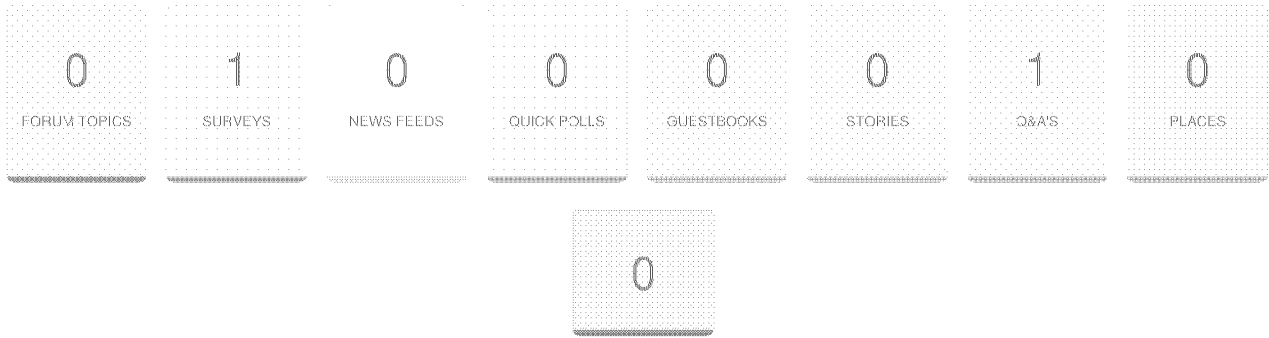 0 1 0 0 0 0 1 0
FORUM TOPICS SURVEYS NEWS FEEDS QUICK POLLS GUESTBOOKS STORIES Q&A'S PLACES
0